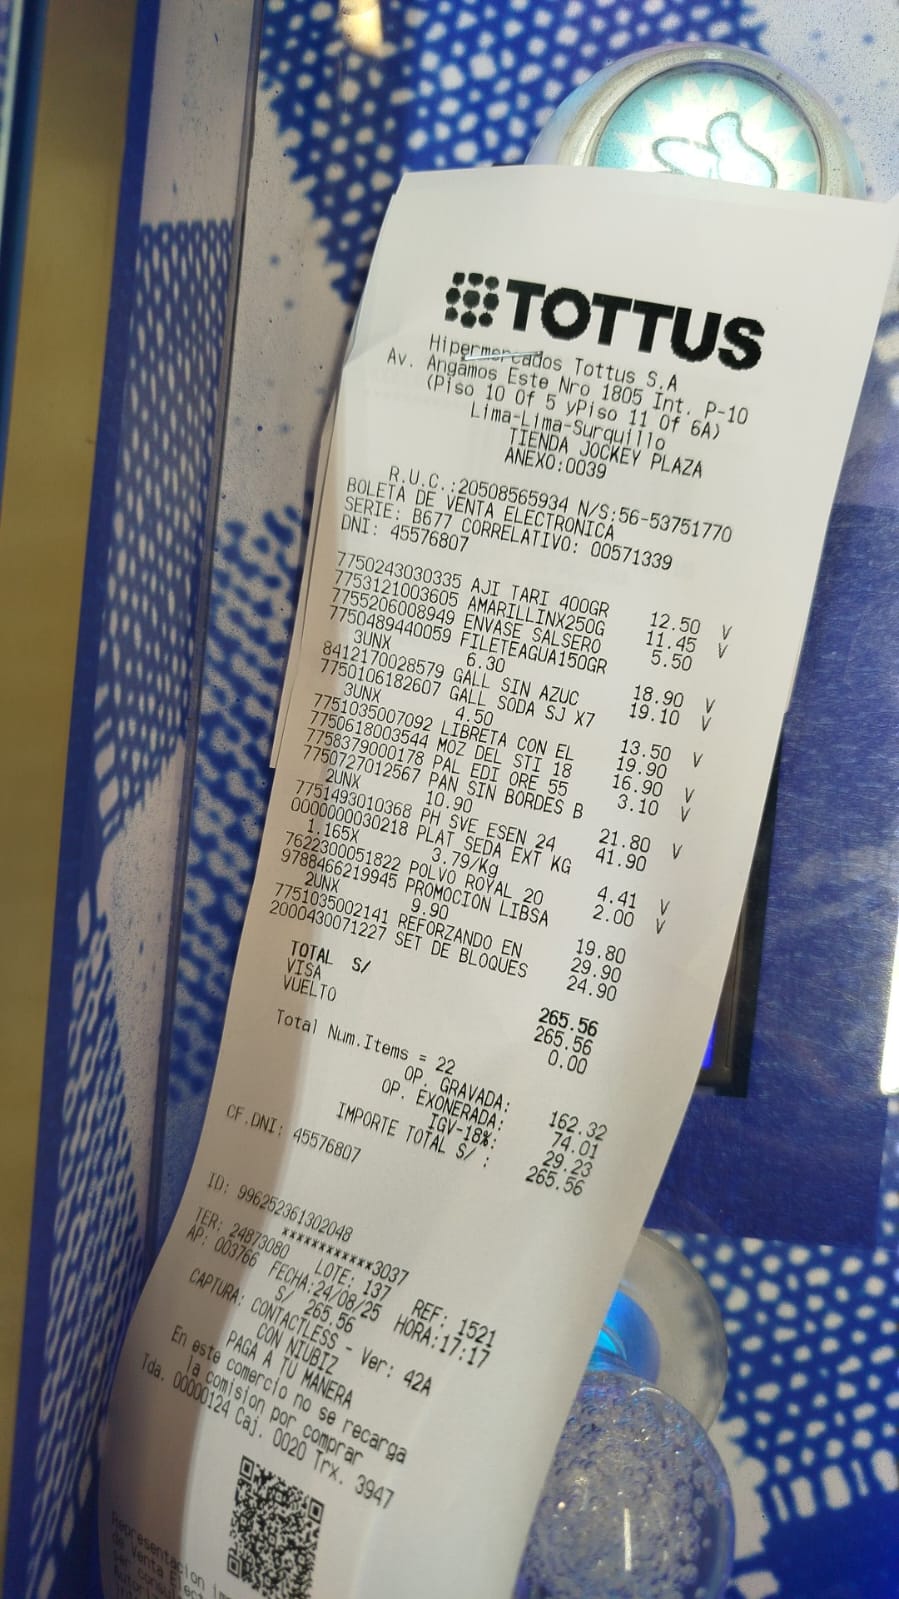 TOTTUS
Hipermercados Tottus S.A
Av. Angamos Este Nro 1805 Int. P-10
(Piso 10 Of 5 yPiso 11 Of 6A)
Lima-Lima-Surquillo
TIENDA JOCKEY PLAZA
ANEXO:0039
R.U.C.:20508565934 N/S:56-53751770
BOLETA DE VENTA ELECTRONICA
SERIE: B677 CORRELATIVO: 00571339
DNI: 45576807
7750243030335 AJI TARI 400GR 12.50 V
7753121003605 AMARILLINX250G 11.45 V
7755206008949 ENVASE SALSERO 5.50
7750489440059 FILETEAGUA150GR
3UNX 6.30 18.90 V
8412170028579 GALL SIN AZUC 19.10 V
7750106182607 GALL SODA SJ X7
3UNX 4.50 13.50 V
7751035007092 LIBRETA CON EL 19.90
7750618003544 MOZ DEL STI 18 16.90 V
7758379000178 PAL EDI ORE 55 3.10 V
7750727012567 PAN SIN BORDES B
2UNX 10.90 21.80 V
7751493010368 PH SVE ESEN 24 41.90
0000000030218 PLAT SEDA EXT KG
1.165X 3.79/Kg 4.41 V
7622300051822 POLVO ROYAL 20 2.00 V
9788466219945 PROMOCION LIBSA
2UNX 9.90 19.80
7751035002141 REFORZANDO EN 29.90
2000430071227 SET DE BLOQUES 24.90
TOTAL S/ 265.56
VISA 265.56
VUELTO 0.00
Total Num.Items = 22
OP. GRAVADA: 162.32
OP. EXONERADA: 74.01
IGV-18%: 29.23
IMPORTE TOTAL S/ : 265.56
CF.DNI: 45576807
ID: 996252361302048
************3037
TER: 24873080 LOTE: 137 REF: 1521
AP: 003766 FECHA:24/08/25 HORA:17:17
S/ 265.56
CAPTURA: CONTACTLESS - Ver: 42A
CON NIUBIZ
PAGA A TU MANERA
En este comercio no se recarga
la comision por comprar
Tda. 00000124 Caj. 0020 Trx. 3947
Representacion
de Venta
ser